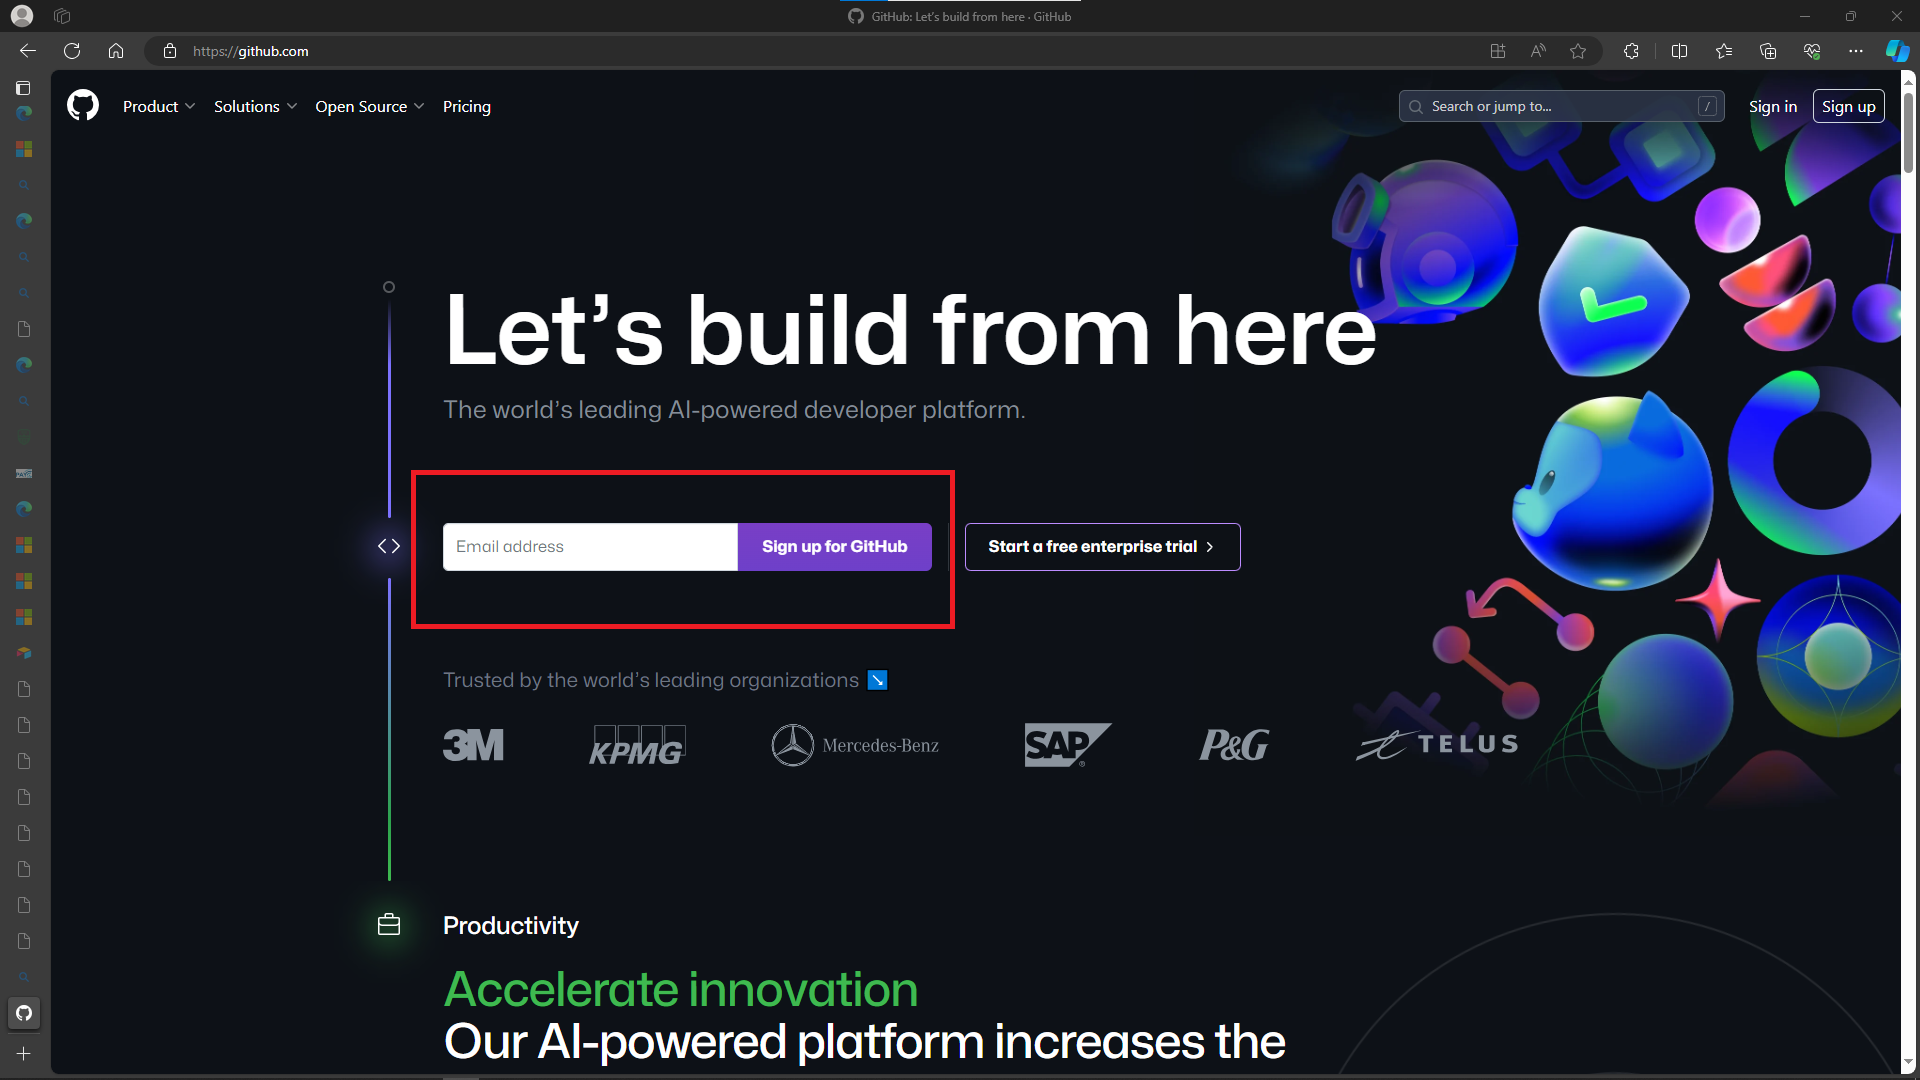 GitHub: Let's build from here · GitHub
https://github.com
Product
Solutions
Open Source
Pricing
Search or jump to...
/
Sign in
Sign up
Let’s build from here
The world’s leading AI-powered developer platform.
Email address
Sign up for GitHub
Start a free enterprise trial
Trusted by the world’s leading organizations
3M
KPMG
Mercedes-Benz
SAP®
P&G
TELUS
Productivity
Accelerate innovation
Our AI-powered platform increases the